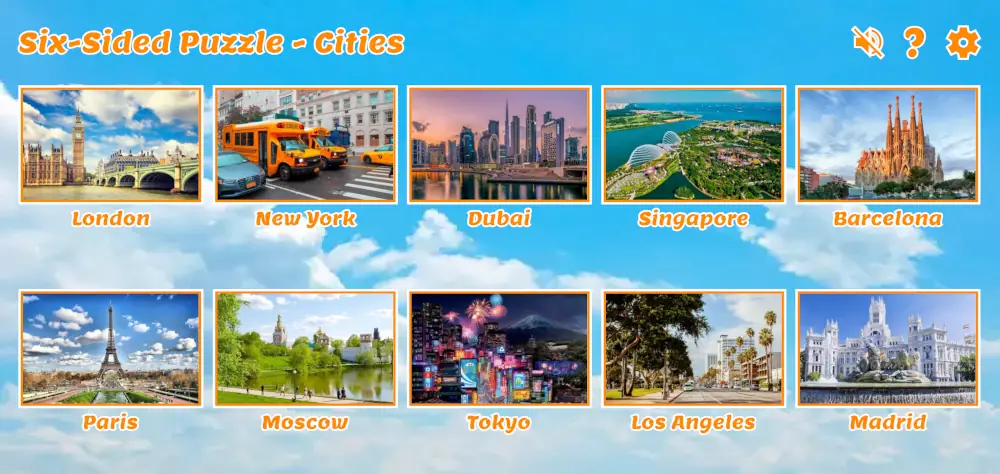 Six-Sided Puzzle - Cities
London
New York
Dubai
Singapore
Barcelona
Paris
Moscow
Tokyo
Los Angeles
Madrid